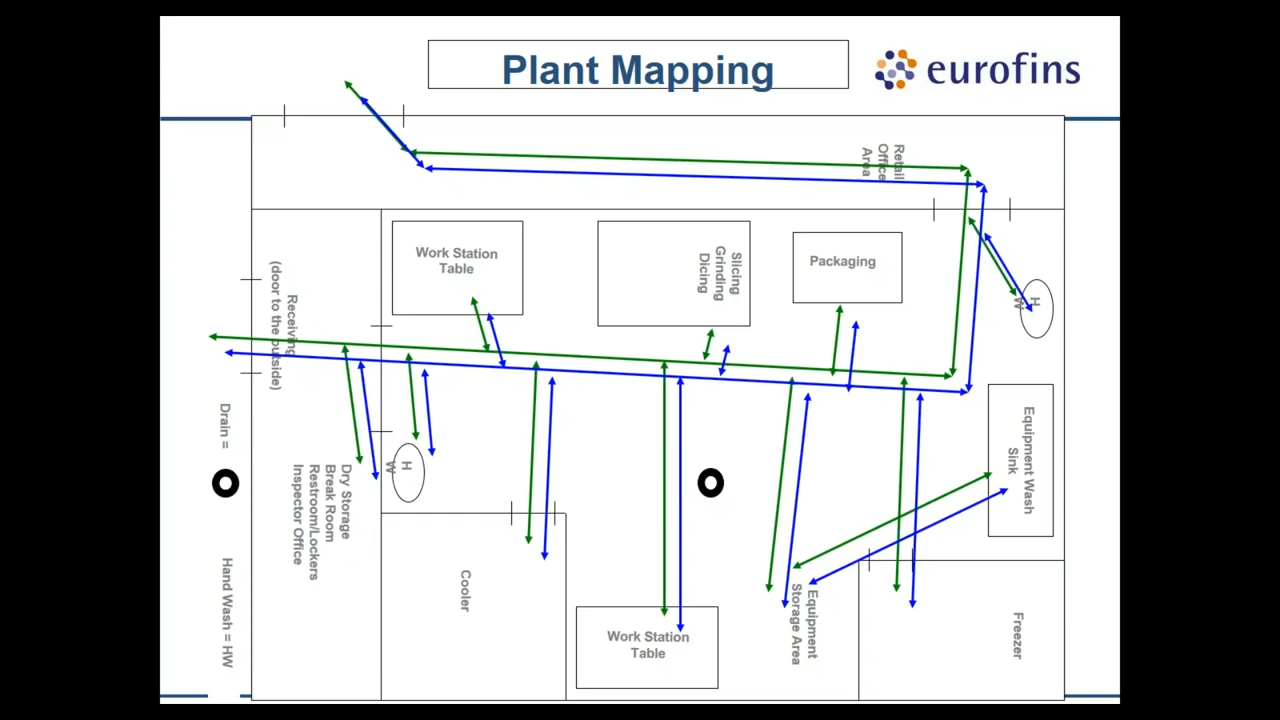 Plant Mapping
eurofins
Retail
Office
Area
Work Station
Table
Slicing
Grinding
Dicing
Packaging
H
W
Receiving
(door to the outside)
Equipment Wash
Sink
Drain =
H
W
Dry Storage
Break Room
Restroom/Lockers
Inspector Office
Hand Wash = HW
Cooler
Work Station
Table
Equipment
Storage Area
Freezer